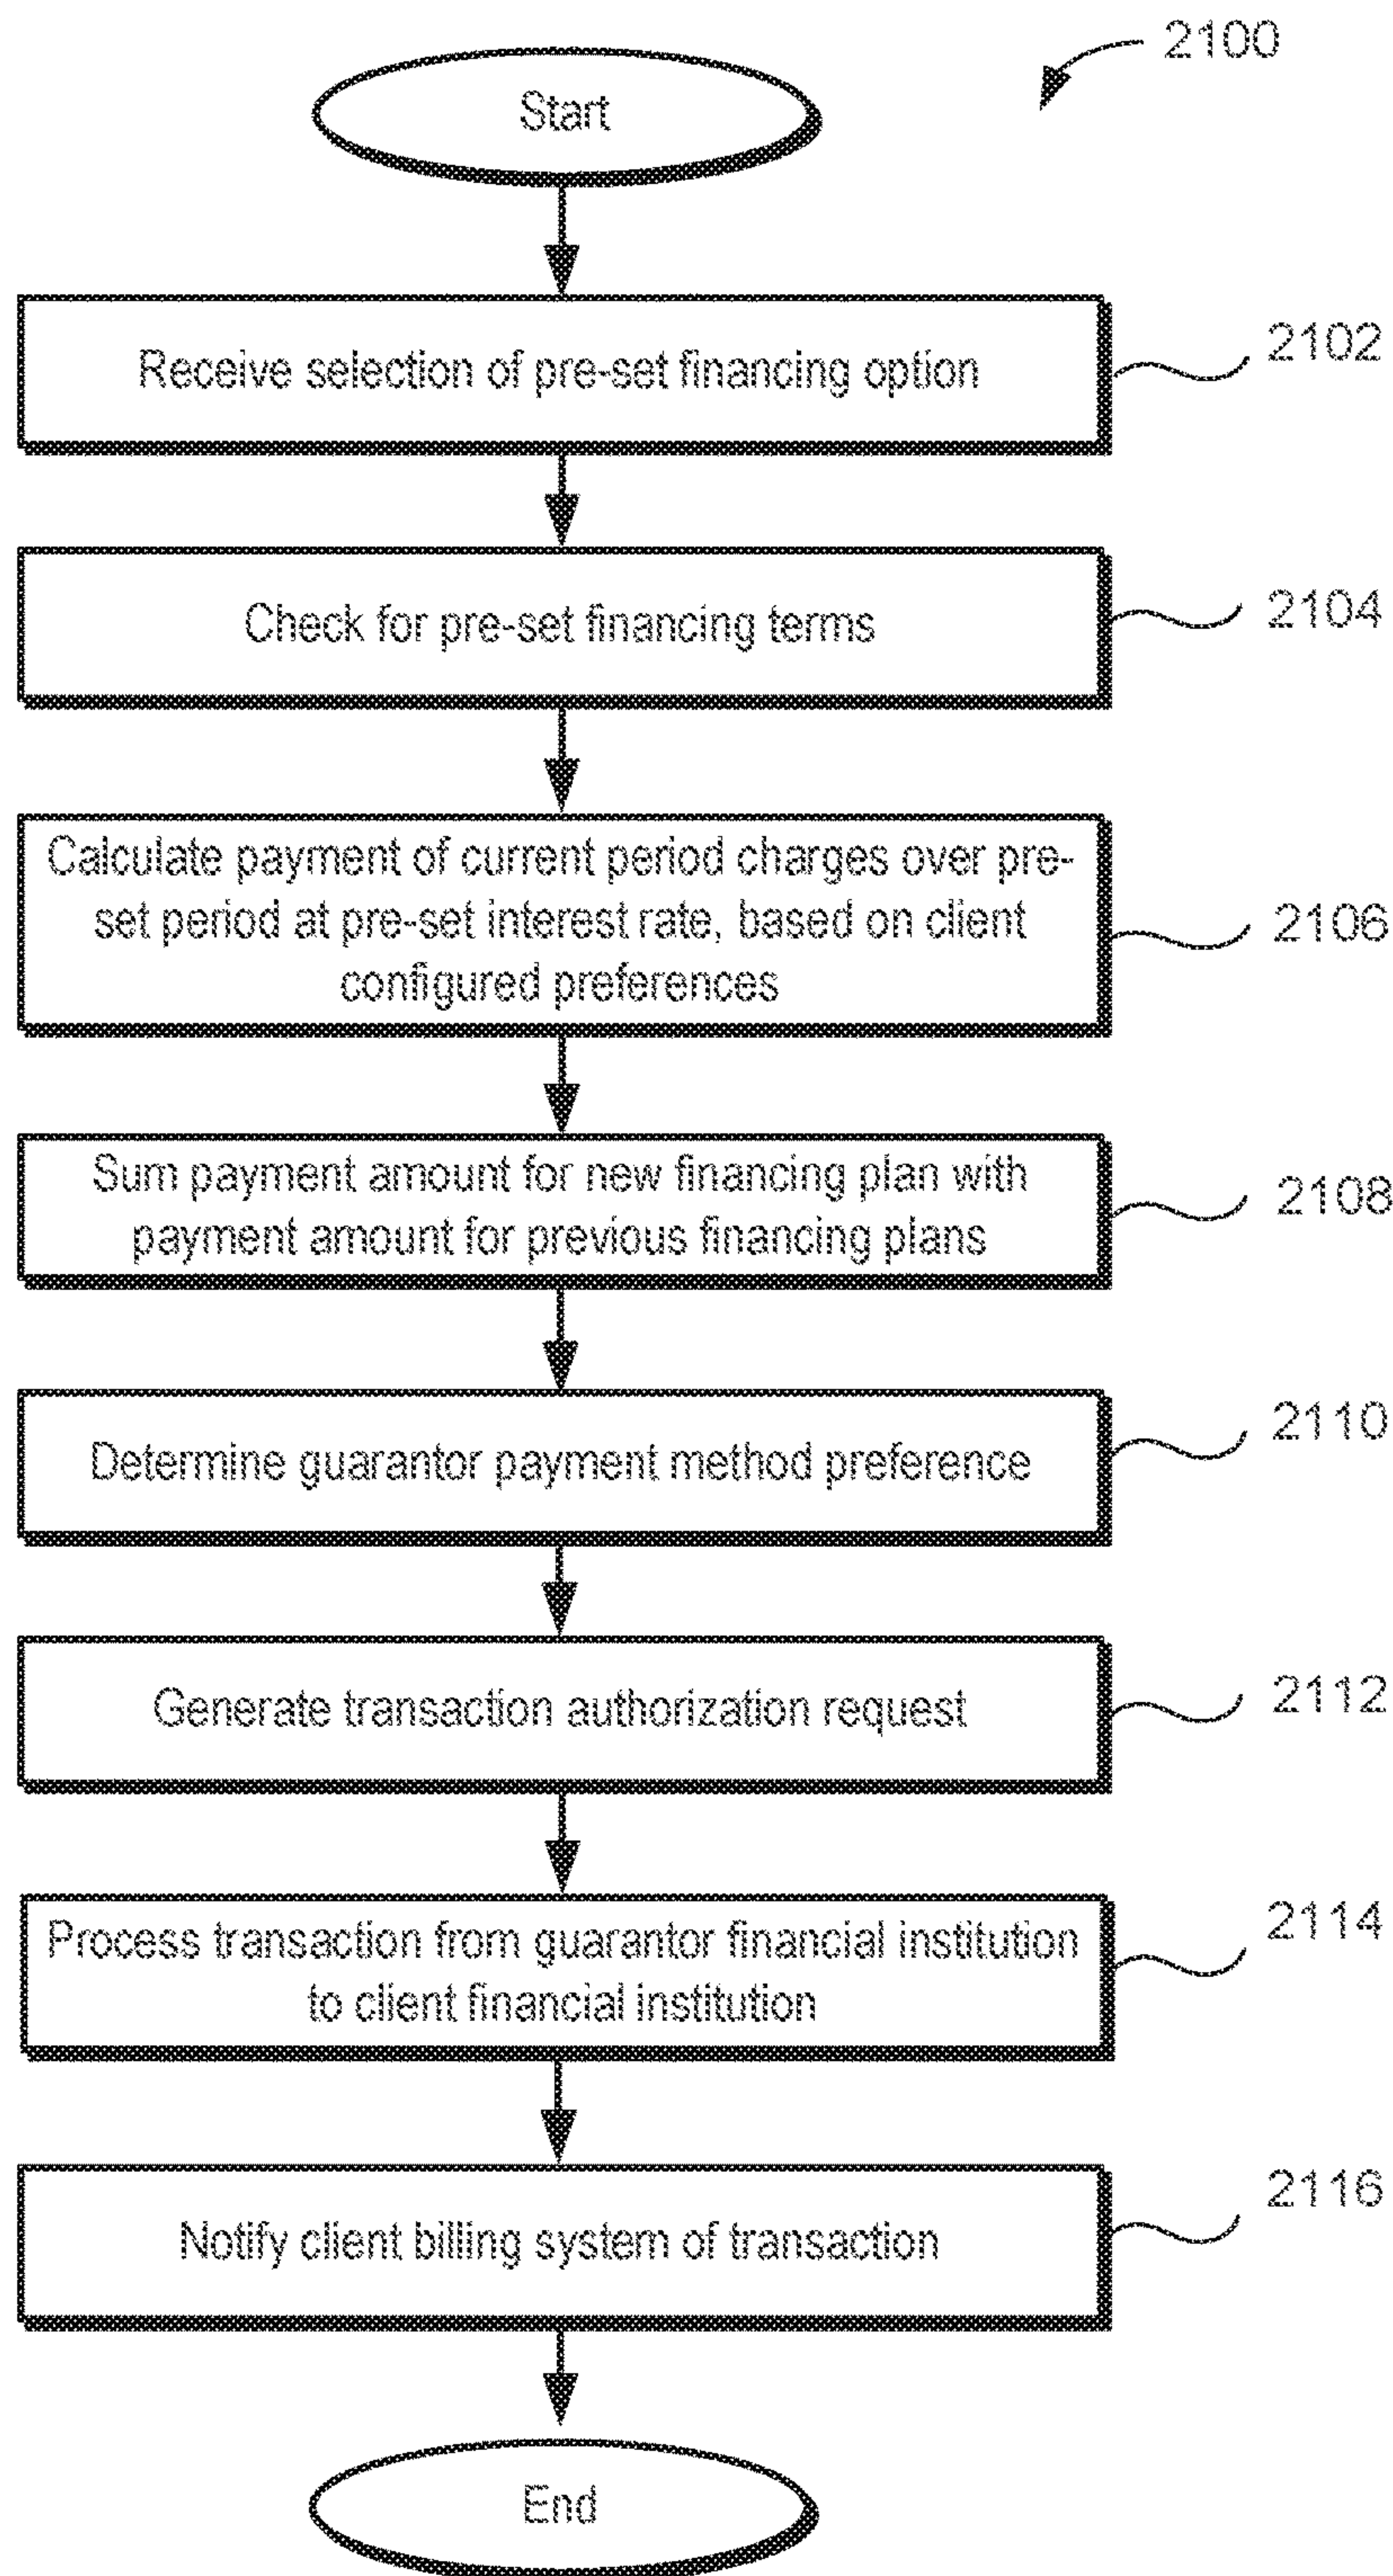 2100
Start
Receive selection of pre-set financing option
2102
Check for pre-set financing terms
2104
Calculate payment of current period charges over pre-
set period at pre-set interest rate, based on client
configured preferences
2106
Sum payment amount for new financing plan with
payment amount for previous financing plans
2108
Determine guarantor payment method preference
2110
Generate transaction authorization request
2112
Process transaction from guarantor financial institution
to client financial institution
2114
Notify client billing system of transaction
2116
End